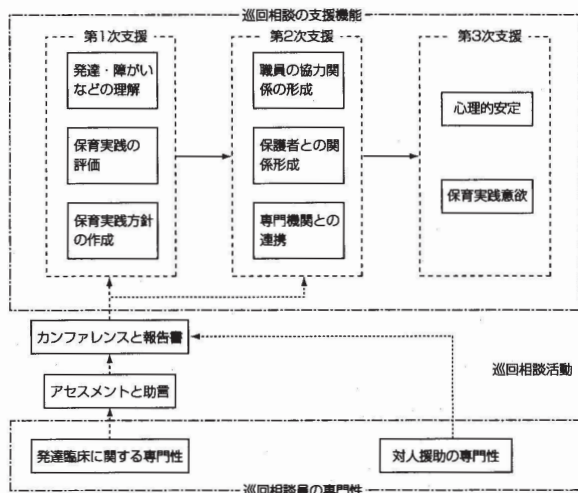 巡回相談の支援機能
第1次支援
第2次支援
第3次支援
発達・障がい
などの理解
職員の協力関
係の形成
心理的安定
保育実践の
評価
保護者との関
係形成
保育実践意欲
保育実践方針
の作成
専門機関との
連携
カンファレンスと報告書
巡回相談活動
アセスメントと助言
発達臨床に関する専門性
対人援助の専門性
巡回相談員の専門性